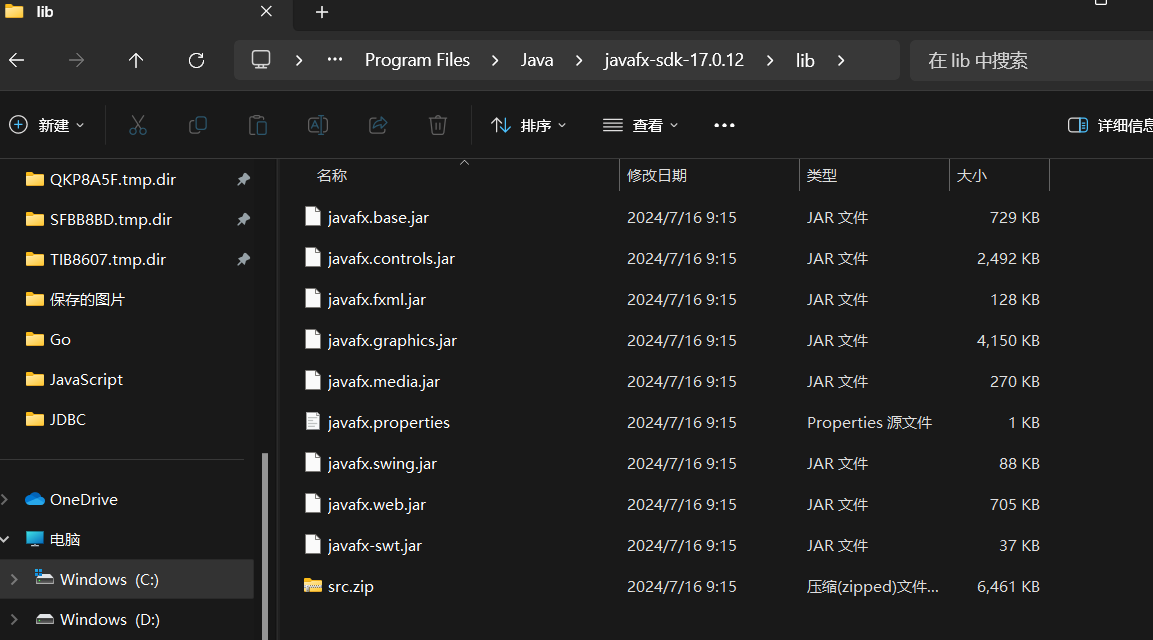 lib
… Program Files Java javafx-sdk-17.0.12 lib 在 lib 中搜索
新建 排序 查看 … 详细信息
QKP8A5F.tmp.dir
SFBB8BD.tmp.dir
TIB8607.tmp.dir
保存的图片
Go
JavaScript
JDBC
OneDrive
电脑
Windows (C:)
Windows (D:)
名称 修改日期 类型 大小
javafx.base.jar 2024/7/16 9:15 JAR 文件 729 KB
javafx.controls.jar 2024/7/16 9:15 JAR 文件 2,492 KB
javafx.fxml.jar 2024/7/16 9:15 JAR 文件 128 KB
javafx.graphics.jar 2024/7/16 9:15 JAR 文件 4,150 KB
javafx.media.jar 2024/7/16 9:15 JAR 文件 270 KB
javafx.properties 2024/7/16 9:15 Properties 源文件 1 KB
javafx.swing.jar 2024/7/16 9:15 JAR 文件 88 KB
javafx.web.jar 2024/7/16 9:15 JAR 文件 705 KB
javafx-swt.jar 2024/7/16 9:15 JAR 文件 37 KB
src.zip 2024/7/16 9:15 压缩(zipped)文件... 6,461 KB